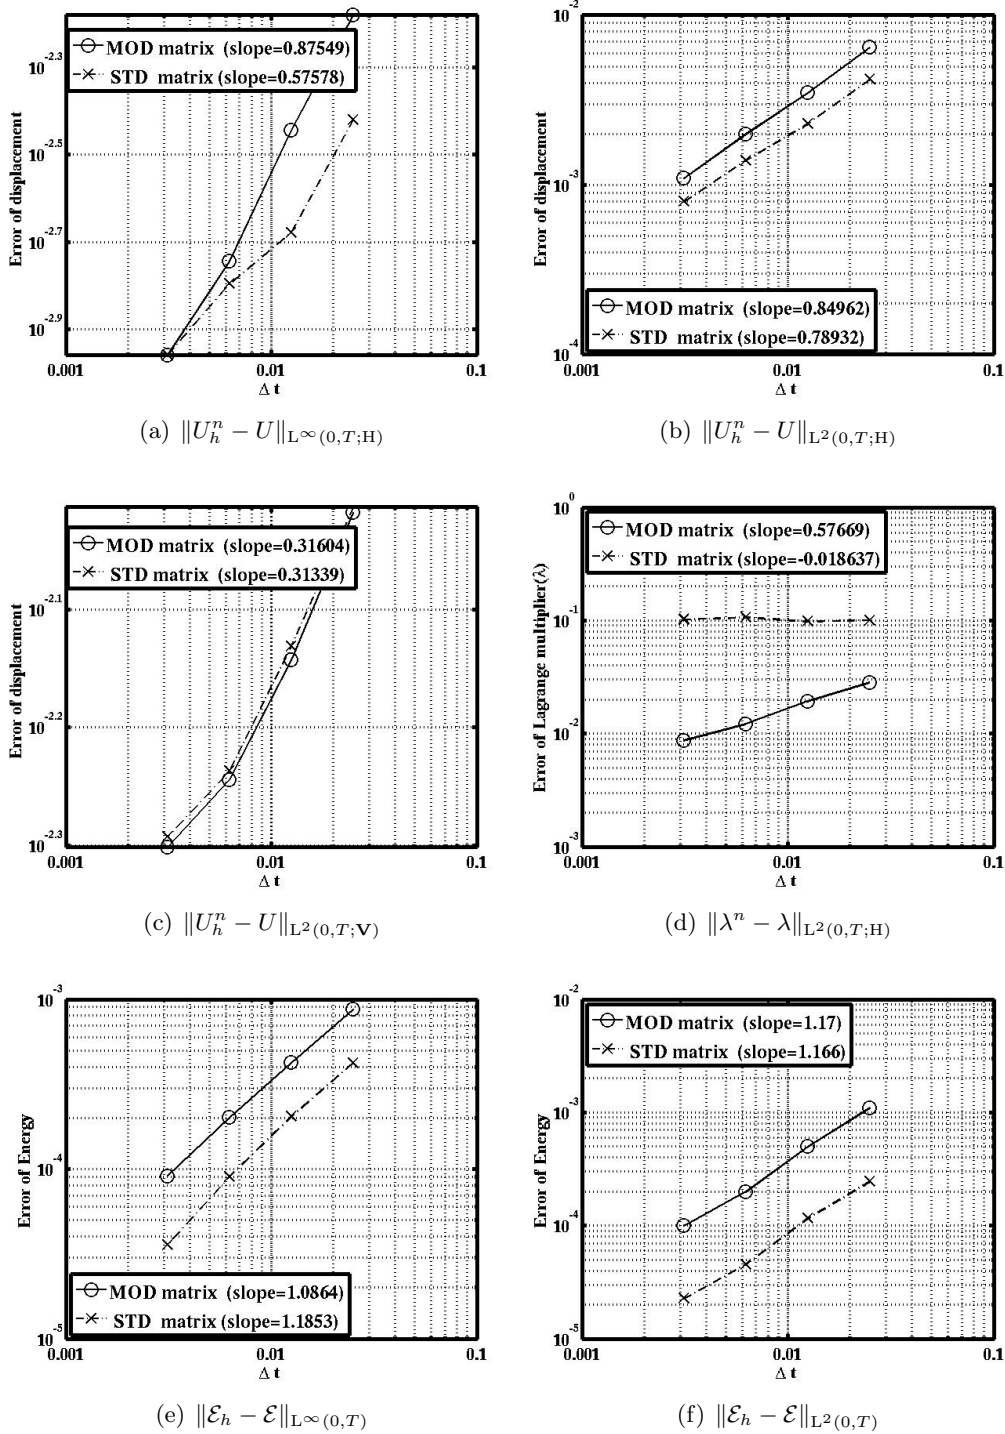 MOD matrix (slope=0.87549)
STD matrix (slope=0.57578)
10^-2.3
10^-2.5
10^-2.7
10^-2.9
Error of displacement
0.001 0.01 0.1
Δ t
(a) ‖U_h^n − U‖_{L^∞(0,T;H)}
10^-2
10^-3
10^-4
Error of displacement
MOD matrix (slope=0.84962)
STD matrix (slope=0.78932)
0.001 0.01 0.1
Δ t
(b) ‖U_h^n − U‖_{L^2(0,T;H)}
MOD matrix (slope=0.31604)
STD matrix (slope=0.31339)
10^-2.1
10^-2.2
10^-2.3
Error of displacement
0.001 0.01 0.1
Δ t
(c) ‖U_h^n − U‖_{L^2(0,T;V)}
10^0
10^-1
10^-2
10^-3
Error of Lagrange multiplier(λ)
MOD matrix (slope=0.57669)
STD matrix (slope=-0.018637)
0.001 0.01 0.1
Δ t
(d) ‖λ^n − λ‖_{L^2(0,T;H)}
10^-3
10^-4
10^-5
Error of Energy
MOD matrix (slope=1.0864)
STD matrix (slope=1.1853)
0.001 0.01 0.1
Δ t
(e) ‖ℰ_h − ℰ‖_{L^∞(0,T)}
10^-2
10^-3
10^-4
10^-5
Error of Energy
MOD matrix (slope=1.17)
STD matrix (slope=1.166)
0.001 0.01 0.1
Δ t
(f) ‖ℰ_h − ℰ‖_{L^2(0,T)}